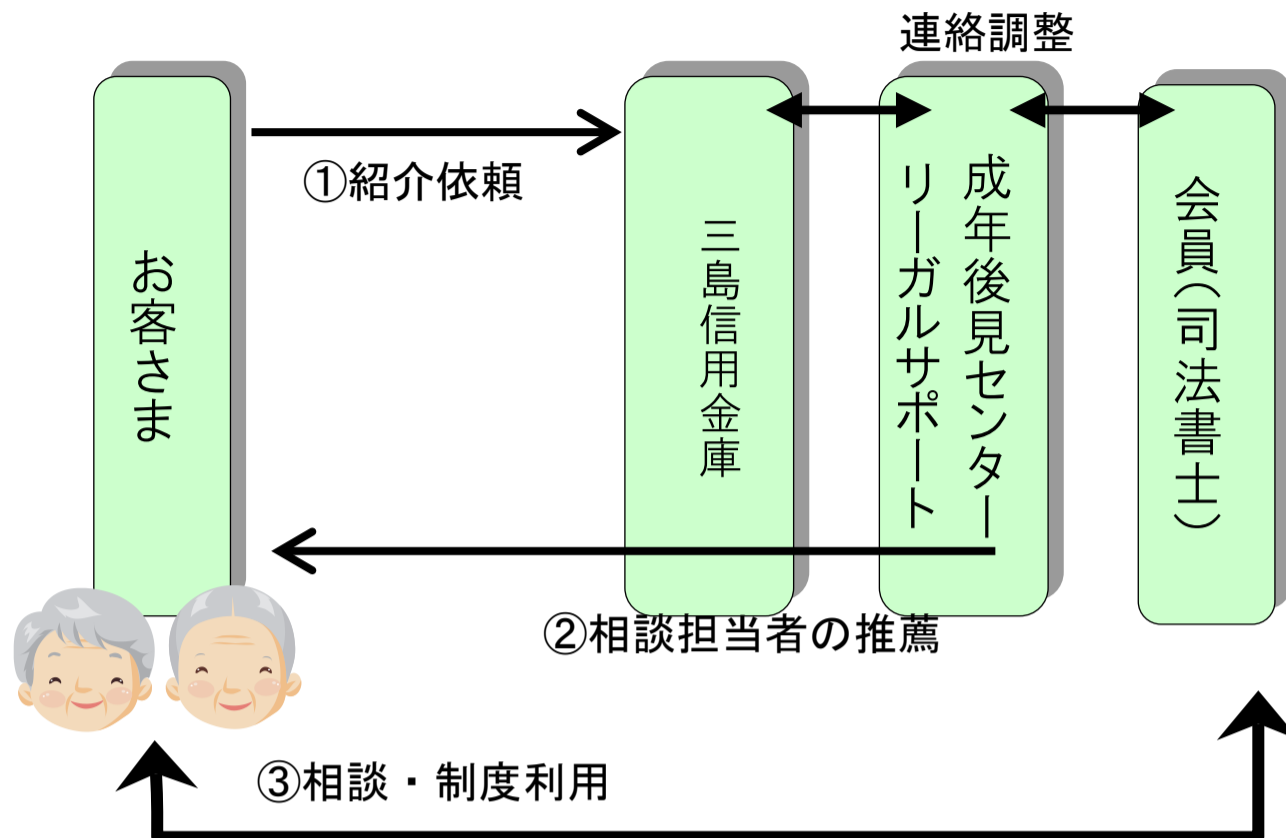 連絡調整
①紹介依頼
お客さま
三島信用金庫
成年後見センター
リーガルサポート
会員(司法書士)
②相談担当者の推薦
③相談・制度利用